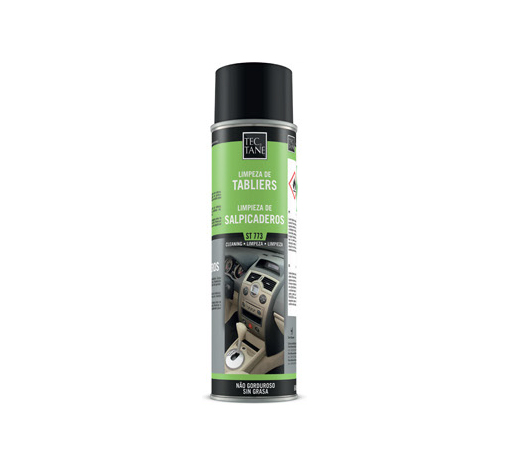 TEC
TANE
LIMPEZA DE
TABLIERS
LIMPIEZA DE
SALPICADEROS
ST 773
CLEANING • LIMPEZA • LIMPIEZA
NÃO GORDUROSO
SIN GRASA